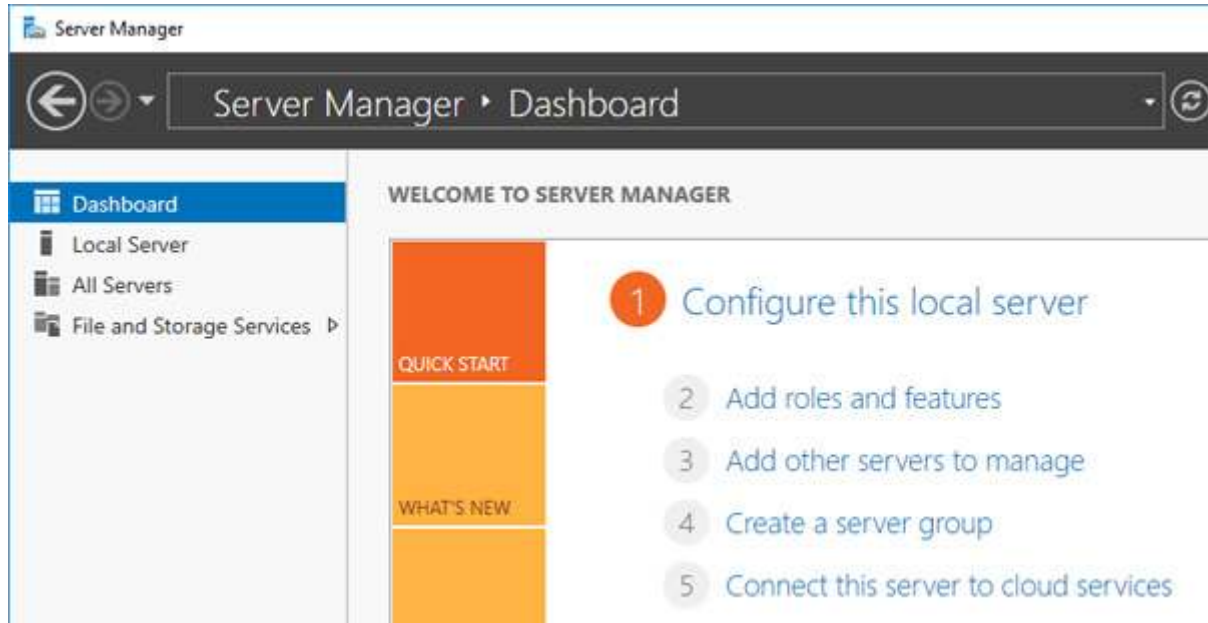 Server Manager
Server Manager ‣ Dashboard
Dashboard
Local Server
All Servers
File and Storage Services
WELCOME TO SERVER MANAGER
QUICK START
WHAT'S NEW
1 Configure this local server
2 Add roles and features
3 Add other servers to manage
4 Create a server group
5 Connect this server to cloud services